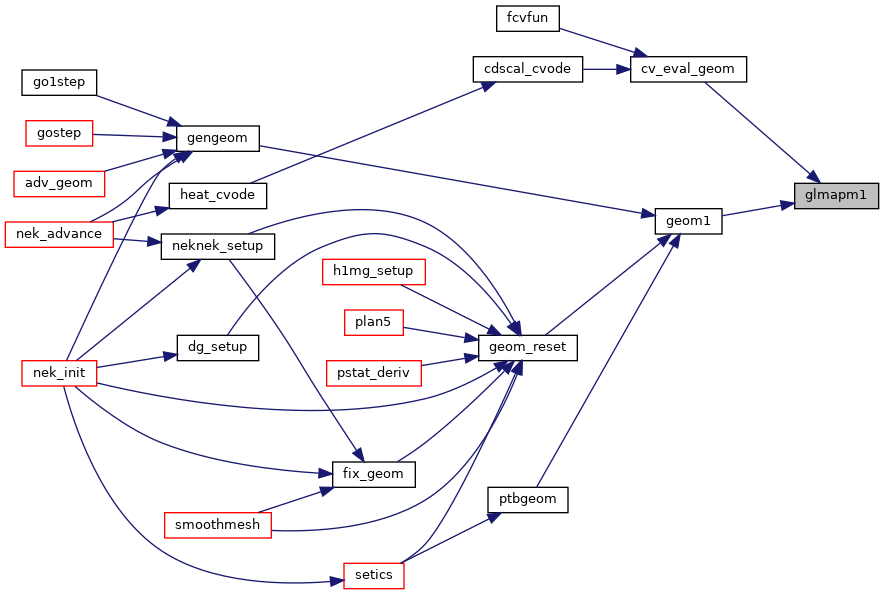 fcvfun
cdscal_cvode
cv_eval_geom
go1step
gostep
gengeom
adv_geom
heat_cvode
glmapm1
nek_advance
geom1
neknek_setup
h1mg_setup
plan5
dg_setup
geom_reset
nek_init
pstat_deriv
fix_geom
ptbgeom
smoothmesh
setics